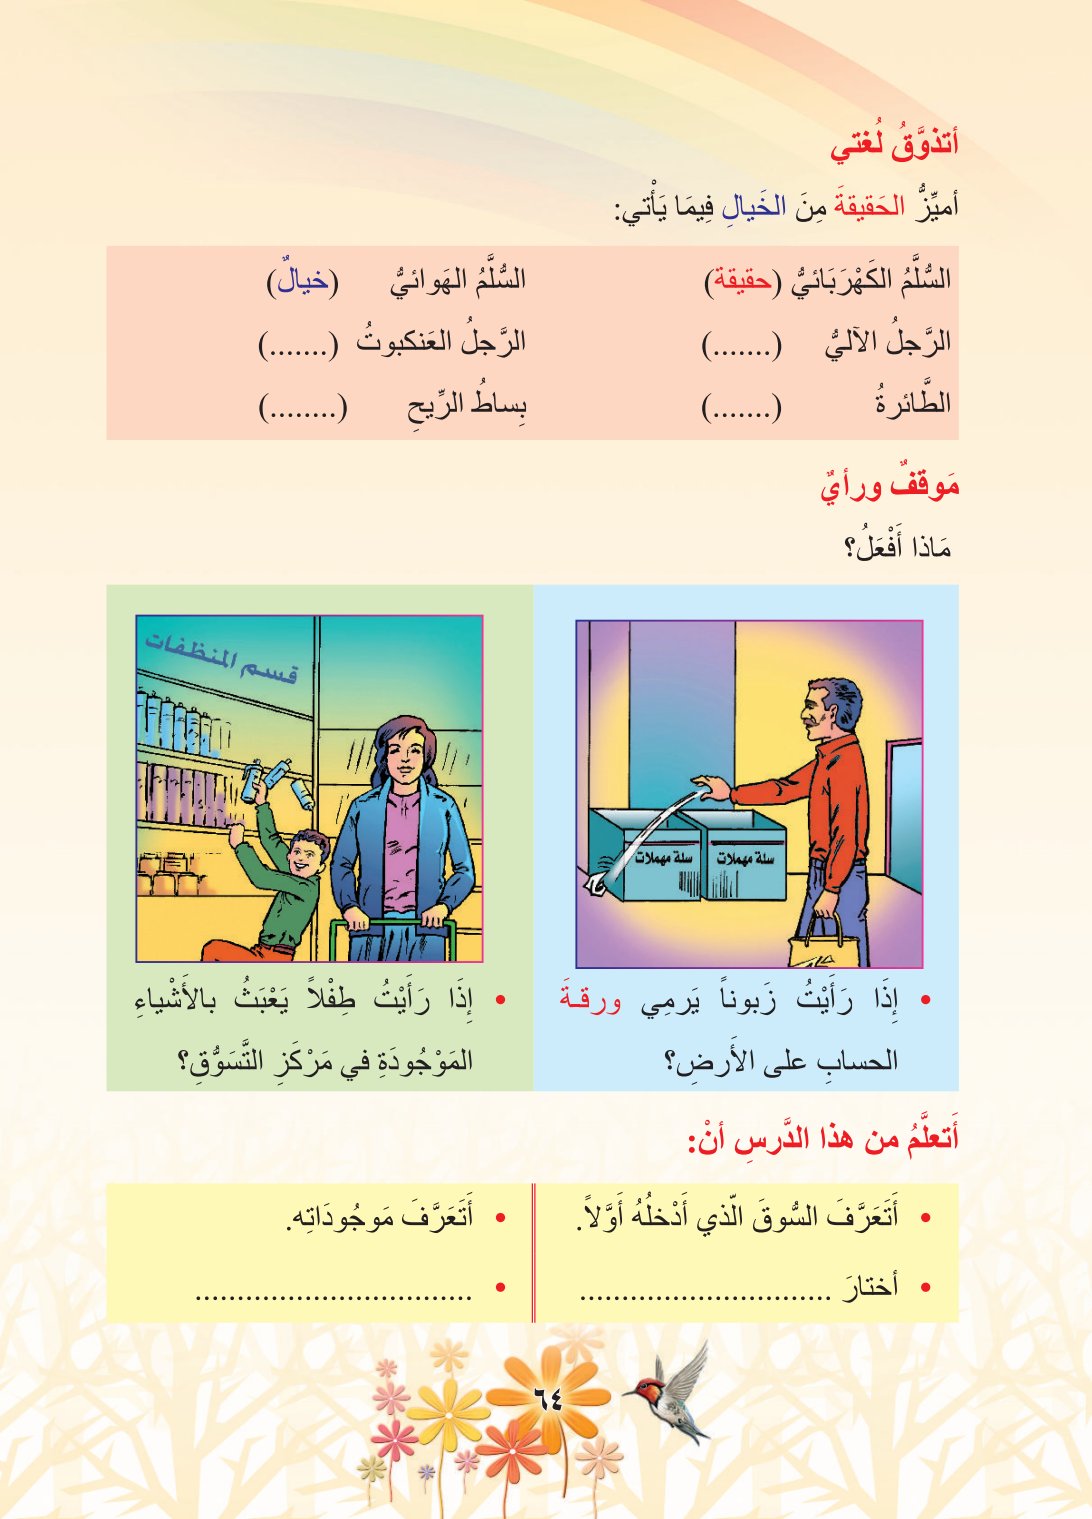 أتذوَّقُ لُغتي
أميِّزُّ الحَقيقةَ مِنَ الخَيالِ فِيمَا يَأْتي:
السُّلَّمُ الكَهْرَبَائيُّ (حقيقة) السُّلَّمُ الهَوائيُّ (خيالٌ)
الرَّجلُ الآليُّ (.......) الرَّجلُ العَنكبوتُ (.......)
الطَّائرةُ (.......) بِساطُ الرِّيحِ (........)
مَوقفٌ ورأيٌ
مَاذا أَفْعَلُ؟
سلة مهملات
سلة مهملات
• إِذَا رَأَيْتُ زَبوناً يَرمِي ورقـةَ
الحسابِ على الأَرضِ؟
قسم المنظفات
• إِذَا رَأَيْتُ طِفْلاً يَعْبَثُ بالأَشْياءِ
المَوْجُودَةِ في مَرْكَزِ التَّسَوُّقِ؟
أَتعلَّمُ من هذا الدَّرسِ أنْ:
• أَتَعَرَّفَ السُّوقَ الّذي أَدْخلُهُ أَوَّلاً. • أَتَعَرَّفَ مَوجُودَاتِه.
• أختارَ .............................. • .................................
٦٤